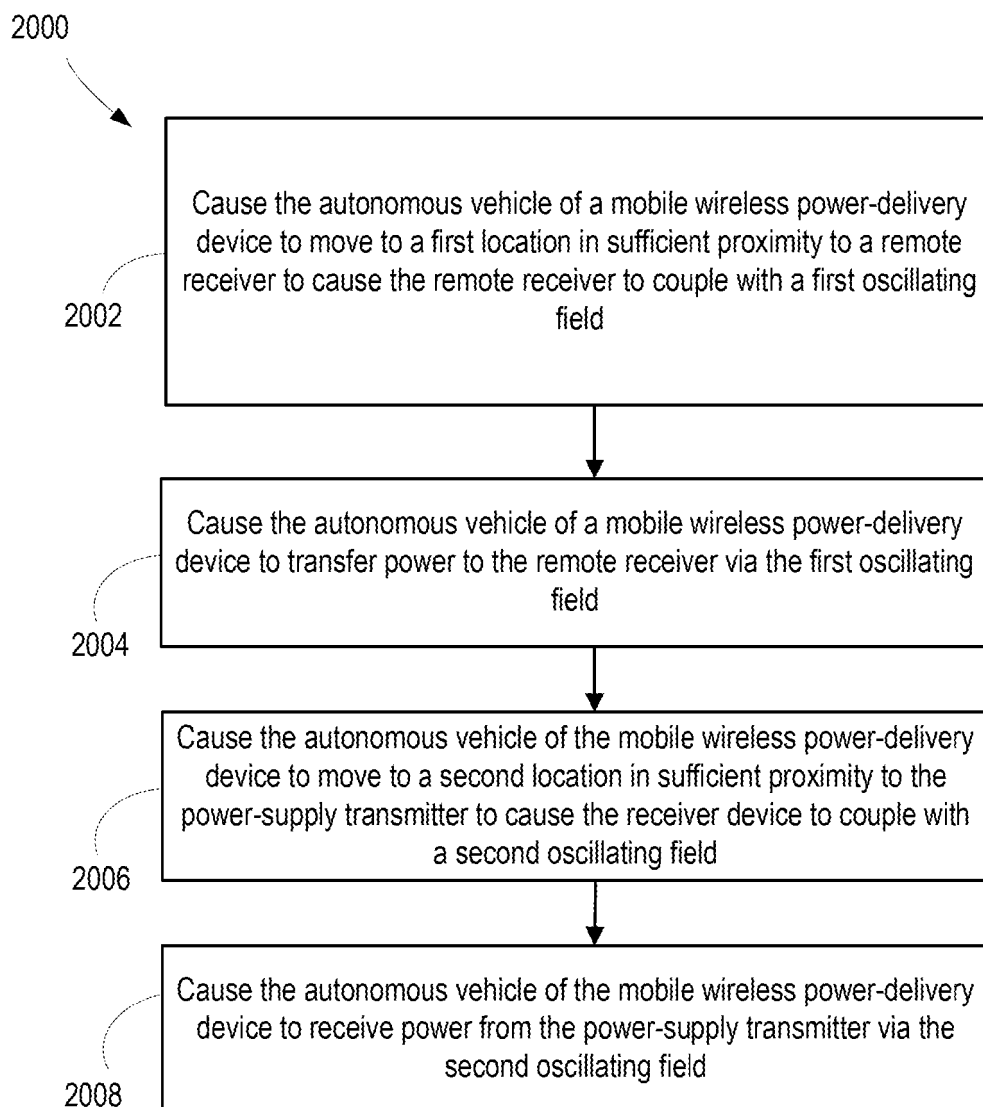 2000
Cause the autonomous vehicle of a mobile wireless power-delivery
device to move to a first location in sufficient proximity to a remote
receiver to cause the remote receiver to couple with a first oscillating
field
2002
Cause the autonomous vehicle of a mobile wireless power-delivery
device to transfer power to the remote receiver via the first oscillating
field
2004
Cause the autonomous vehicle of the mobile wireless power-delivery
device to move to a second location in sufficient proximity to the
power-supply transmitter to cause the receiver device to couple with
a second oscillating field
2006
Cause the autonomous vehicle of the mobile wireless power-delivery
device to receive power from the power-supply transmitter via the
second oscillating field
2008